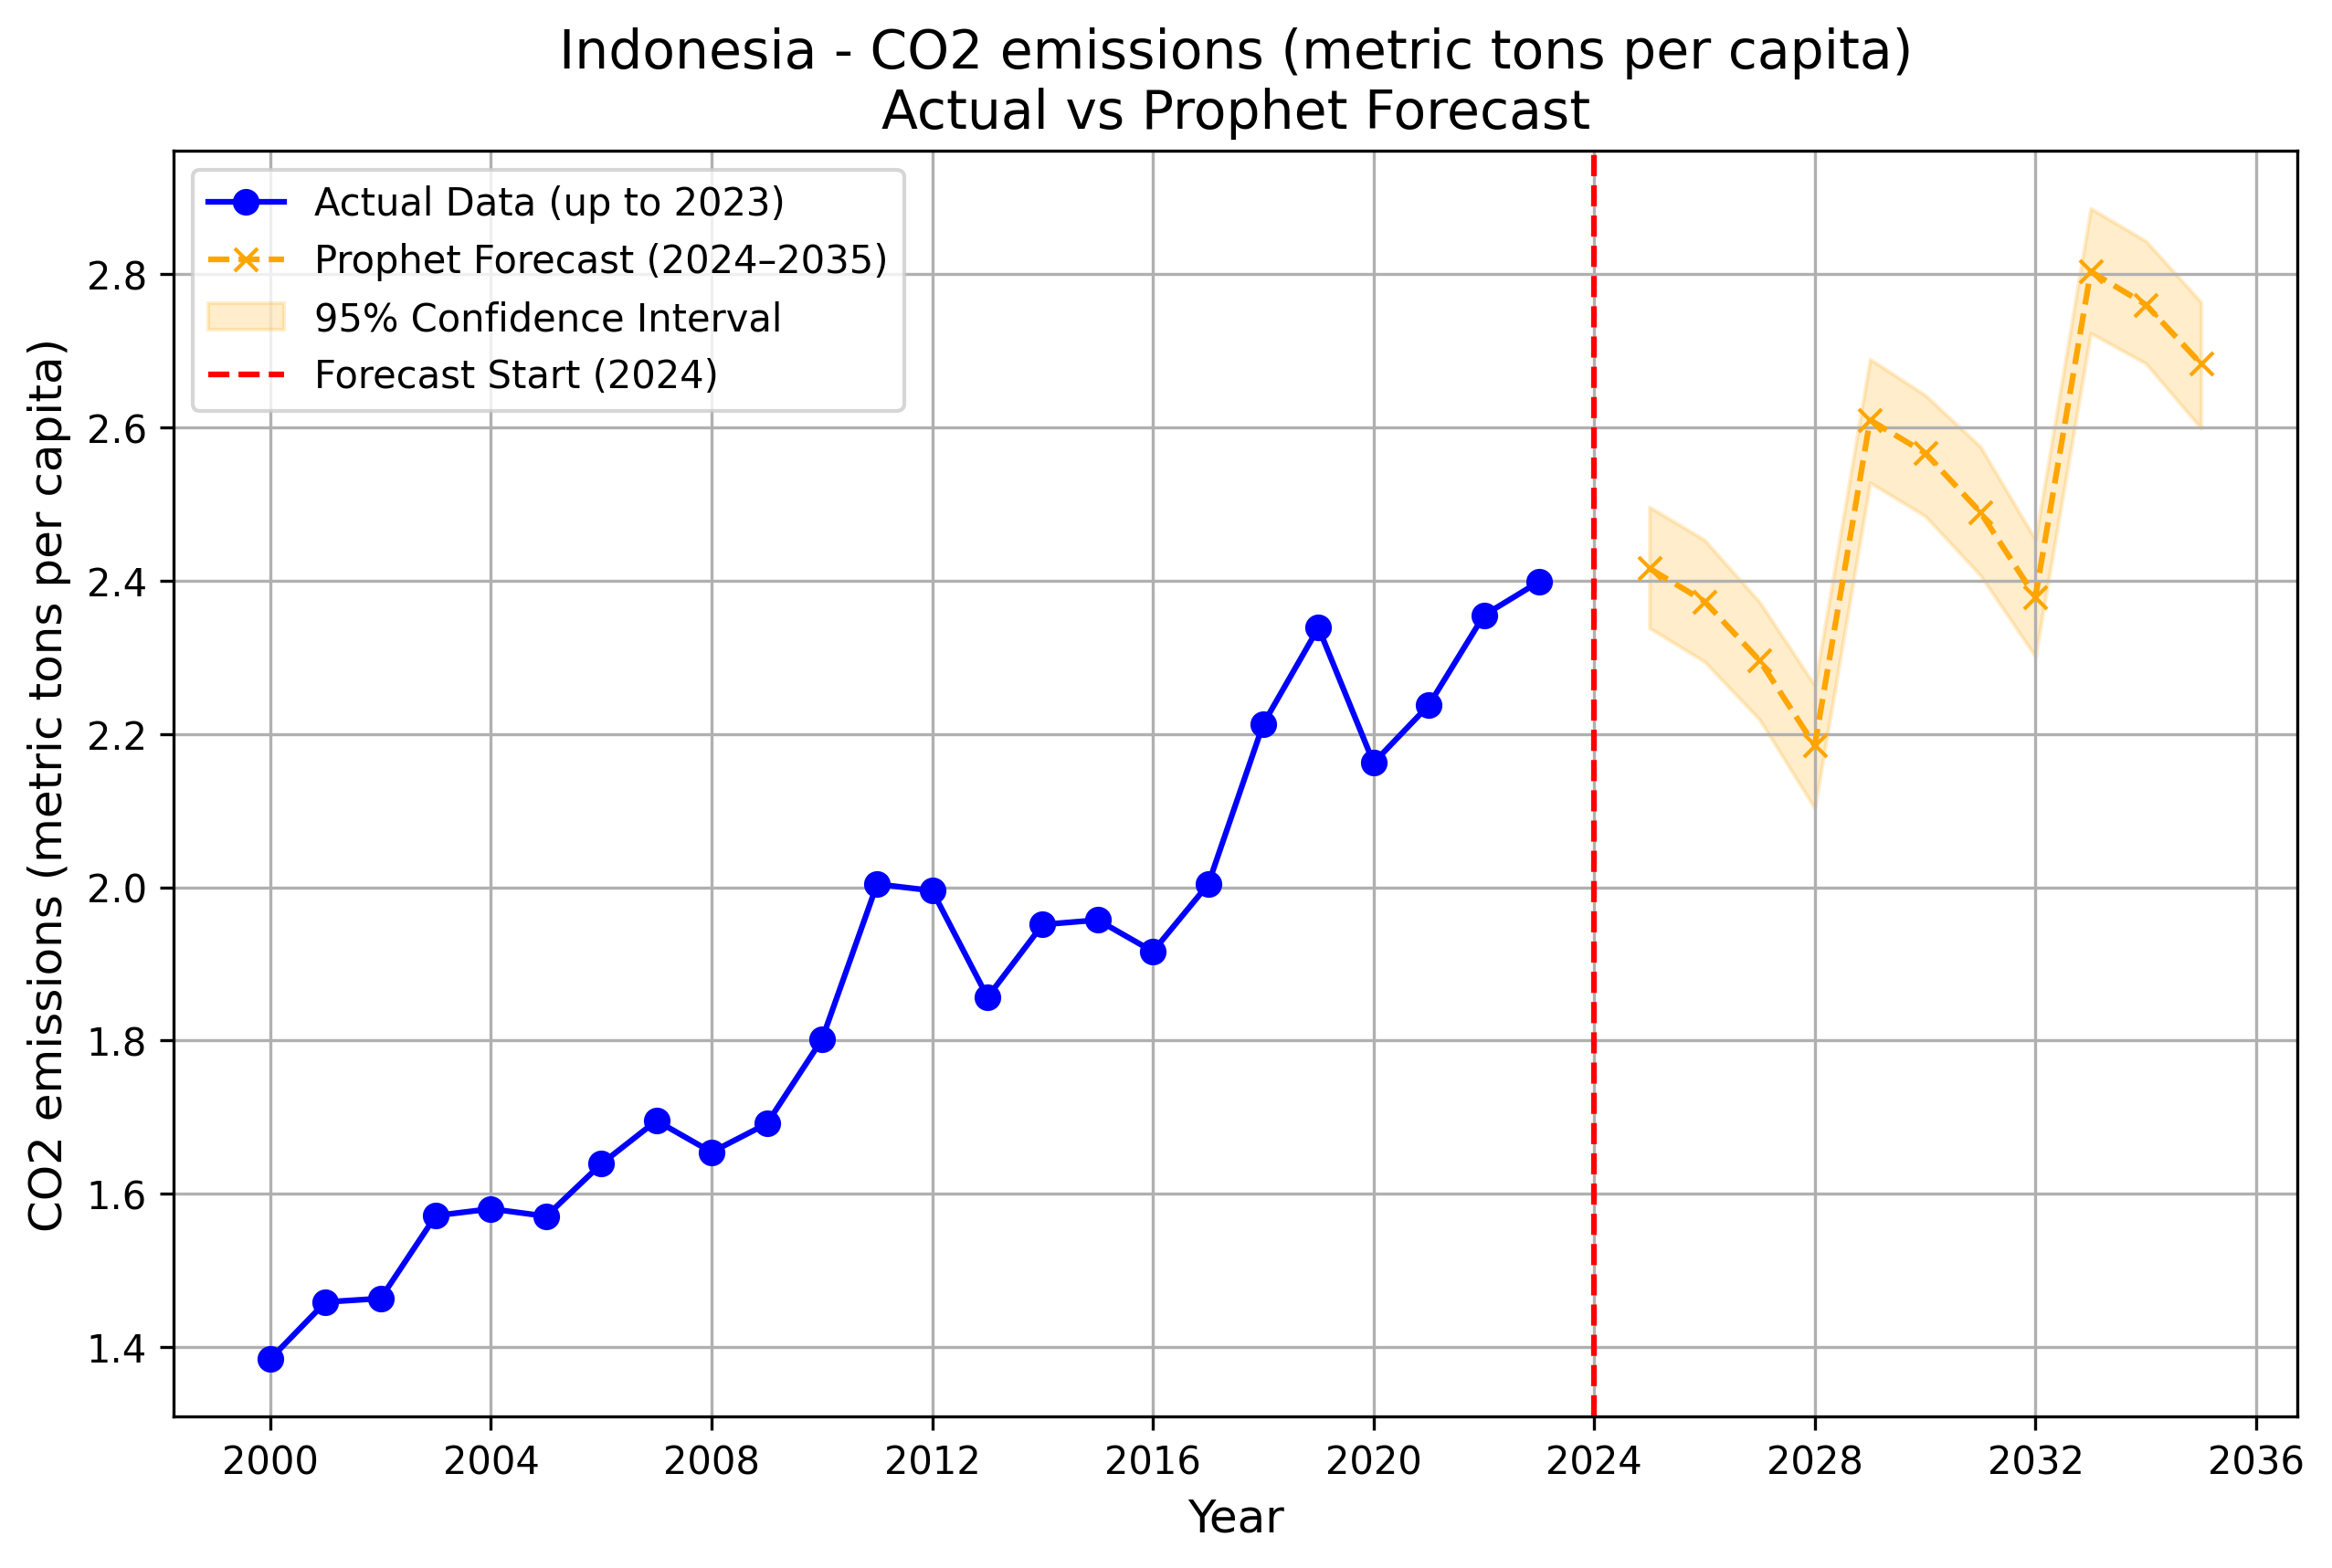 Indonesia - CO2 emissions (metric tons per capita)
Actual vs Prophet Forecast
Actual Data (up to 2023)
Prophet Forecast (2024–2035)
95% Confidence Interval
Forecast Start (2024)
CO2 emissions (metric tons per capita)
2.8
2.6
2.4
2.2
2.0
1.8
1.6
1.4
2000 2004 2008 2012 2016 2020 2024 2028 2032 2036
Year